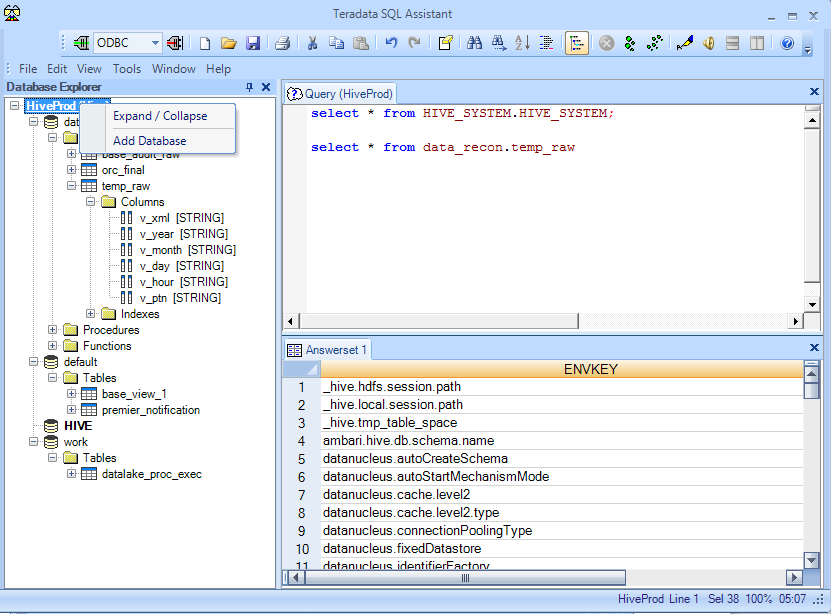 Teradata SQL Assistant
ODBC
File Edit View Tools Window Help
Database Explorer
HiveProd
Expand / Collapse
Add Database
base_audit_raw
orc_final
temp_raw
Columns
v_xml [STRING]
v_year [STRING]
v_month [STRING]
v_day [STRING]
v_hour [STRING]
v_ptn [STRING]
Indexes
Procedures
Functions
default
Tables
base_view_1
premier_notification
HIVE
work
Tables
datalake_proc_exec
Query (HiveProd)
select * from HIVE_SYSTEM.HIVE_SYSTEM;
select * from data_recon.temp_raw
Answerset 1
ENVKEY
1 _hive.hdfs.session.path
2 _hive.local.session.path
3 _hive.tmp_table_space
4 ambari.hive.db.schema.name
5 datanucleus.autoCreateSchema
6 datanucleus.autoStartMechanismMode
7 datanucleus.cache.level2
8 datanucleus.cache.level2.type
9 datanucleus.connectionPoolingType
10 datanucleus.fixedDatastore
11 datanucleus.identifierFactory
HiveProd Line 1 Sel 38 100% 05:07